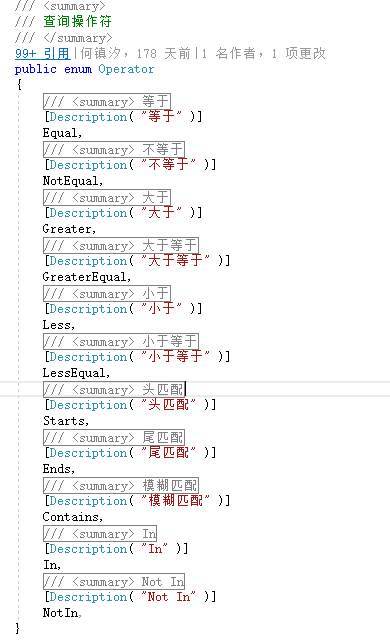 /// <summary>
/// 查询操作符
/// </summary>
99+ 引用|何镇汐，178 天前|1 名作者，1 项更改
public enum Operator
{
/// <summary> 等于
[Description( "等于" )]
Equal,
/// <summary> 不等于
[Description( "不等于" )]
NotEqual,
/// <summary> 大于
[Description( "大于" )]
Greater,
/// <summary> 大于等于
[Description( "大于等于" )]
GreaterEqual,
/// <summary> 小于
[Description( "小于" )]
Less,
/// <summary> 小于等于
[Description( "小于等于" )]
LessEqual,
/// <summary> 头匹配
[Description( "头匹配" )]
Starts,
/// <summary> 尾匹配
[Description( "尾匹配" )]
Ends,
/// <summary> 模糊匹配
[Description( "模糊匹配" )]
Contains,
/// <summary> In
[Description( "In" )]
In,
/// <summary> Not In
[Description( "Not In" )]
NotIn,
}